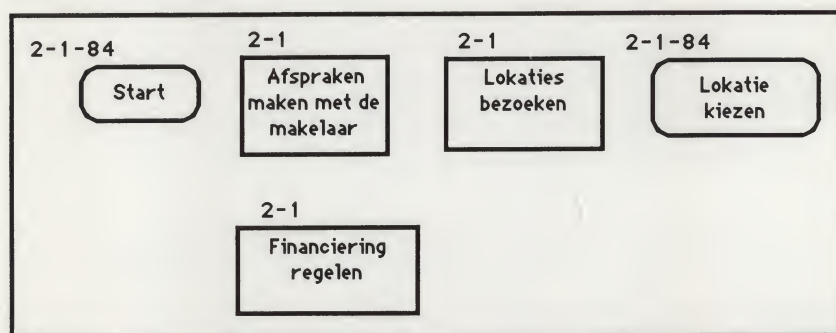 2-1-84
Start
2-1
Afspraken
maken met de
makelaar
2-1
Lokaties
bezoeken
2-1-84
Lokatie
kiezen
2-1
Financiering
regelen